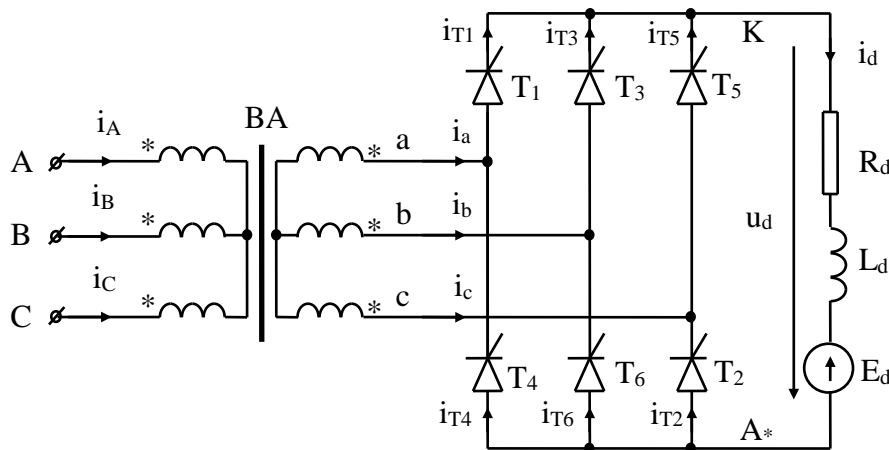 i_T1 i_T3 i_T5 K i_d
T_1 T_3 T_5
BA
i_A * * a i_a
A
R_d
i_B
B * * b i_b
u_d
L_d
i_C
C * * c i_c
T_4 T_6 T_2 E_d
i_T4 i_T6 i_T2 A*